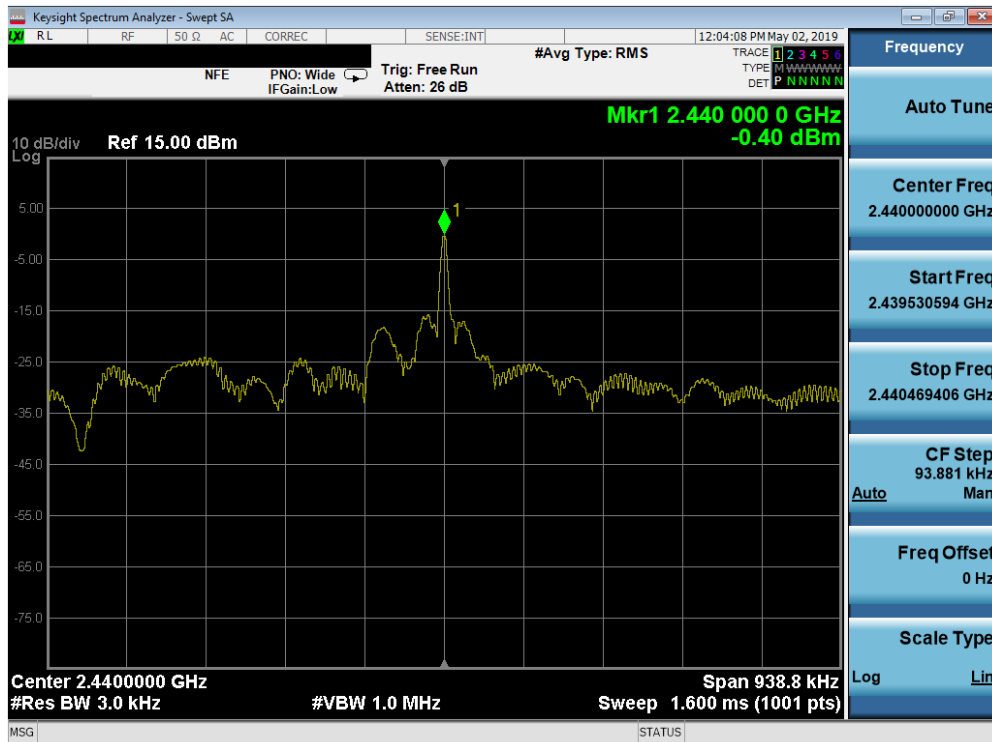 Keysight Spectrum Analyzer - Swept SA
LXI RL RF 50 Ω AC CORREC SENSE:INT 12:04:08 PM May 02, 2019
Frequency
#Avg Type: RMS
TRACE 1 2 3 4 5 6
TYPE M W W W W W
DET P N N N N N
NFE PNO: Wide Trig: Free Run
IFGain:Low Atten: 26 dB
Auto Tune
Mkr1 2.440 000 0 GHz
-0.40 dBm
10 dB/div Ref 15.00 dBm
Log
1
5.00
-5.00
-15.0
-25.0
-35.0
-45.0
-55.0
-65.0
-75.0
Center Freq
2.440000000 GHz
Start Freq
2.439530594 GHz
Stop Freq
2.440469406 GHz
CF Step
93.881 kHz
Auto Man
Freq Offset
0 Hz
Scale Type
Log Lin
Center 2.4400000 GHz Span 938.8 kHz
#Res BW 3.0 kHz #VBW 1.0 MHz Sweep 1.600 ms (1001 pts)
MSG STATUS